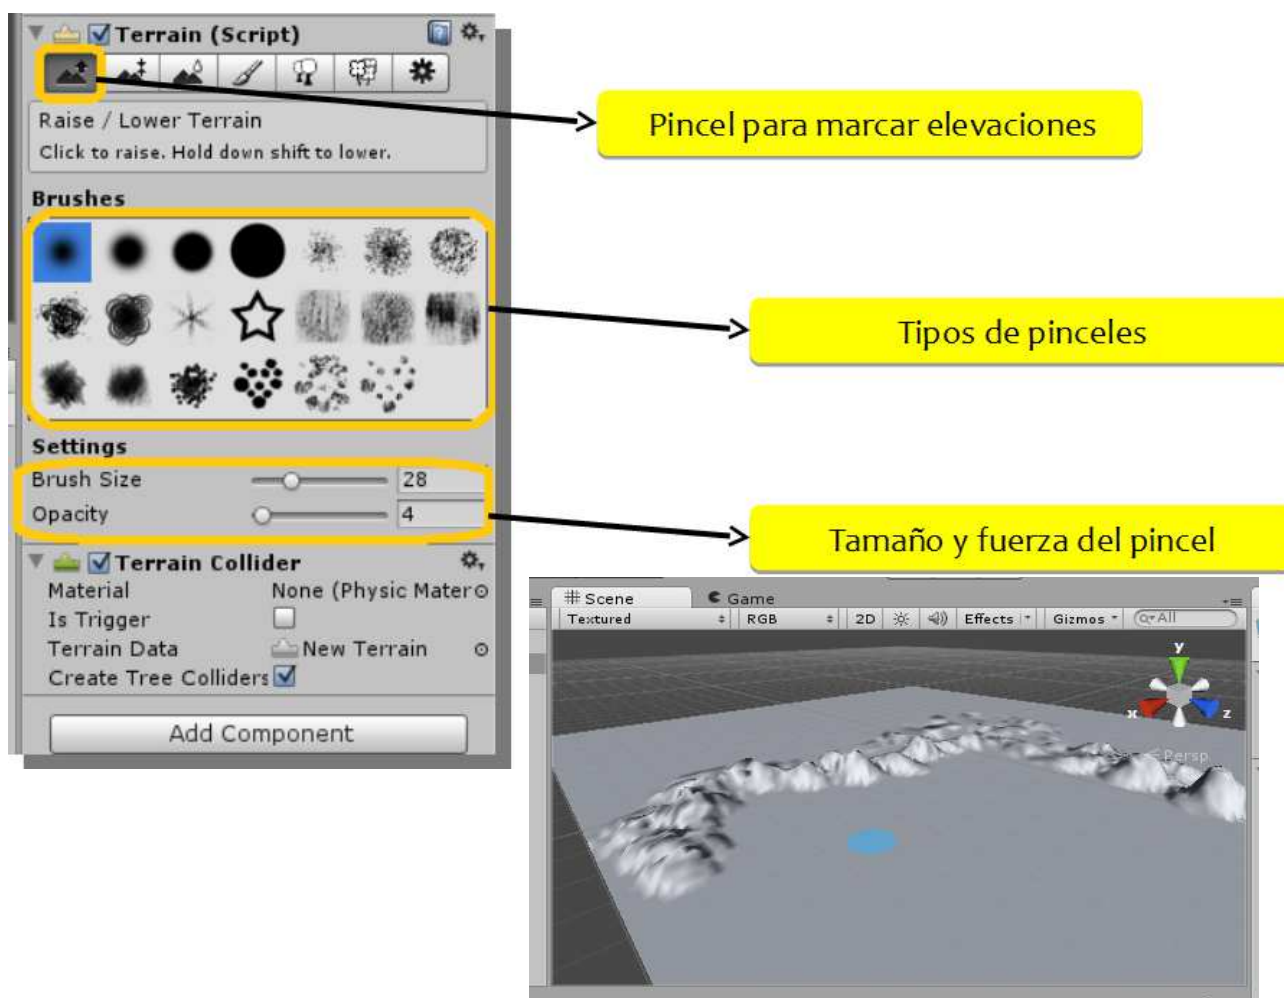 Terrain (Script)
Raise / Lower Terrain
Click to raise. Hold down shift to lower.
Pincel para marcar elevaciones
Brushes
Tipos de pinceles
Settings
Brush Size 28
Opacity 4
Tamaño y fuerza del pincel
Terrain Collider
Material None (Physic Mater
Is Trigger
Terrain Data New Terrain
Create Tree Colliders
Add Component
Scene Game
Textured RGB 2D Effects Gizmos All
y
x z
Persp